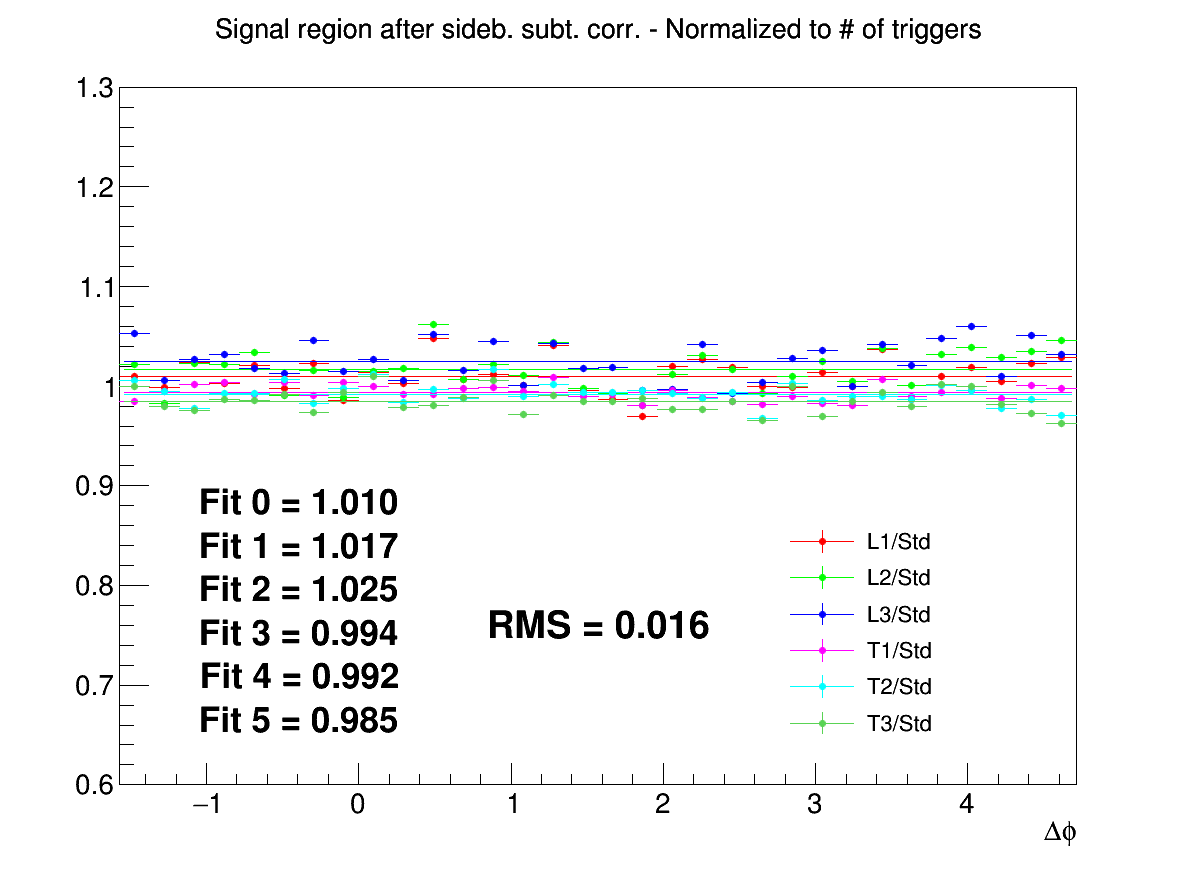 Signal region after sideb. subt. corr. - Normalized to # of triggers
1.3
1.2
1.1
1
0.9
0.8
0.7
0.6
Fit 0 = 1.010
Fit 1 = 1.017
Fit 2 = 1.025
Fit 3 = 0.994
Fit 4 = 0.992
Fit 5 = 0.985
RMS = 0.016
L1/Std
L2/Std
L3/Std
T1/Std
T2/Std
T3/Std
−1 0 1 2 3 4
Δϕ